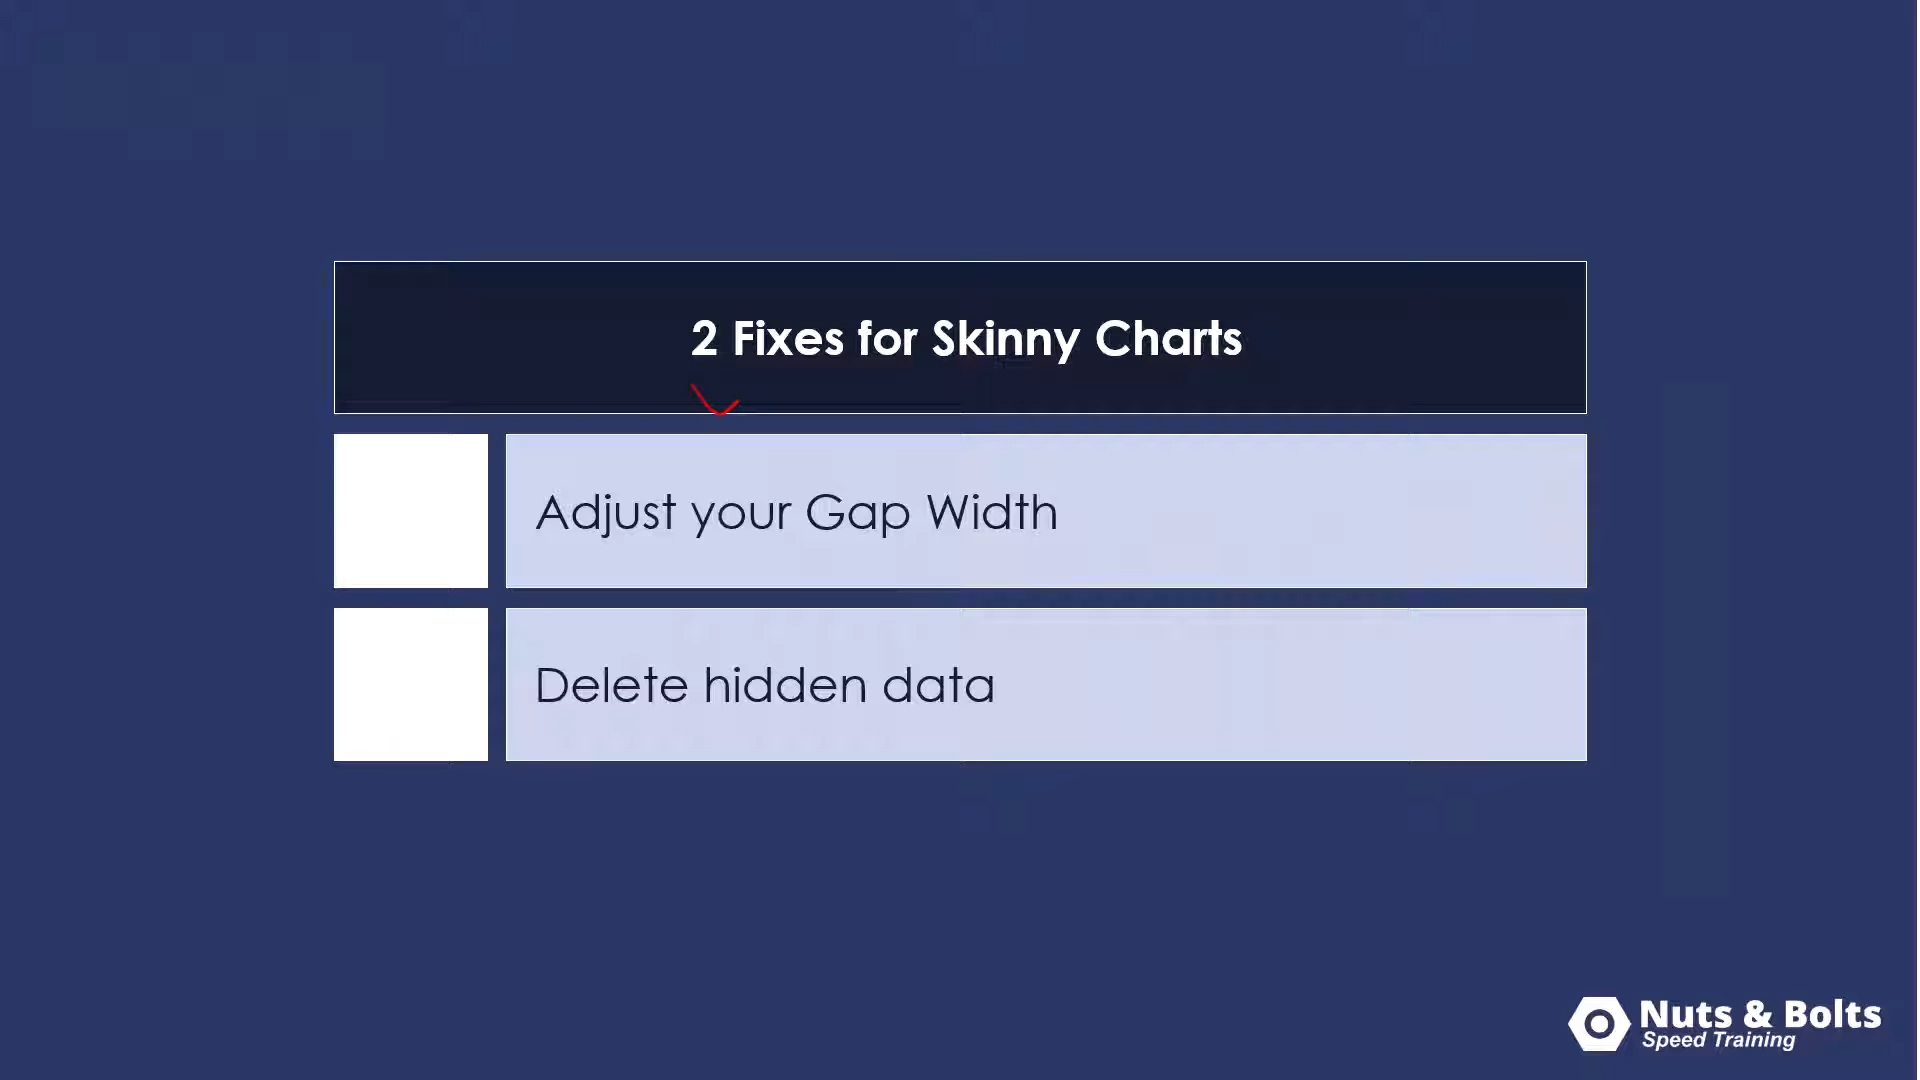 2 Fixes for Skinny Charts
Adjust your Gap Width
Delete hidden data
Nuts & Bolts
Speed Training